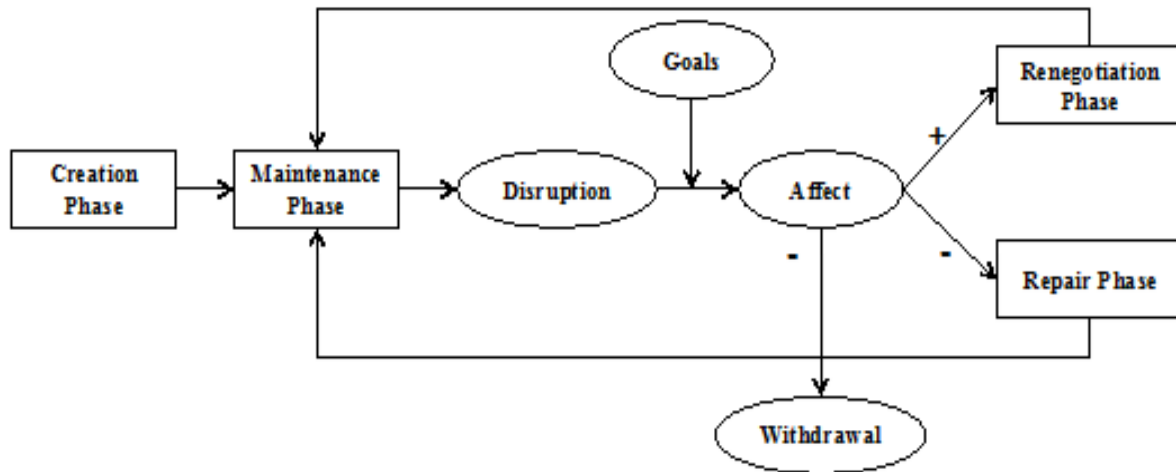 Goals
Renegotiation
Phase
+
Creation
Phase
Maintenance
Phase
Disruption
Affect
-
-
Repair Phase
Withdrawal